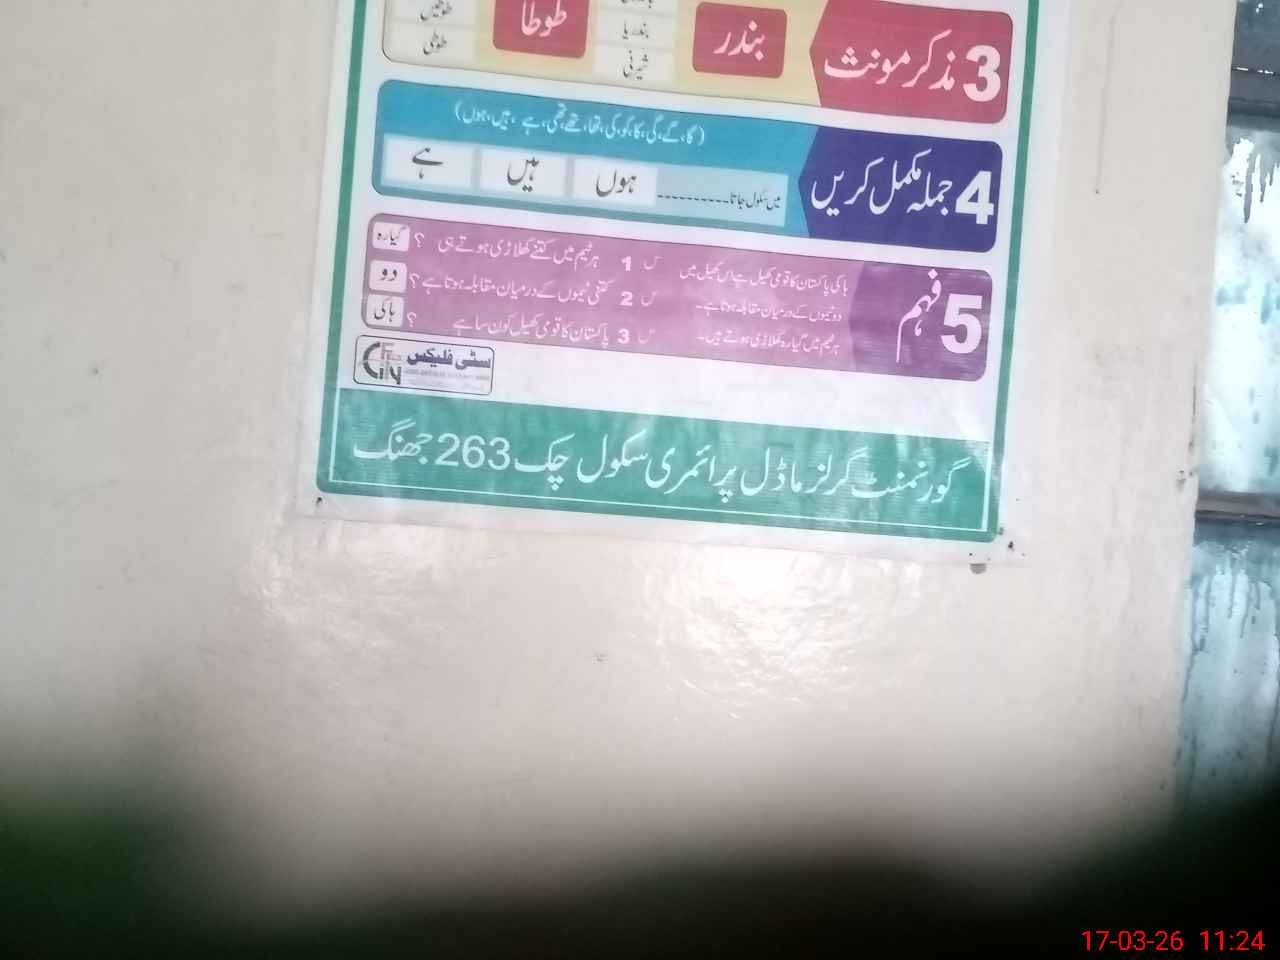 3 مذکر مونث
بندر
بندریا
شیرنی
طوطا
طوطی
4 جملہ مکمل کریں
(گا، گے، گی، کا، کو، کی، تھا، تھے، تھی، ہے، ہیں، ہوں)
میں سکول جاتا----------
ہوں
ہیں
ہے
5 فہم
ہاکی پاکستان کا قومی کھیل ہے اس کھیل میں
دو ٹیموں کے درمیان مقابلہ ہوتا ہے۔
ہر ٹیم میں گیارہ کھلاڑی ہوتے ہیں۔
س 1 ہر ٹیم میں کتنے کھلاڑی ہوتے ہی ؟ گیارہ
س 2 کتنی ٹیموں کے درمیان مقابلہ ہوتا ہے ؟ دو
س 3 پاکستان کا قومی کھیل کون سا ہے ؟ ہاکی
سٹی فلیکس
گورنمنٹ گرلز ماڈل پرائمری سکول چک 263 جھنگ
17-03-26 11:24